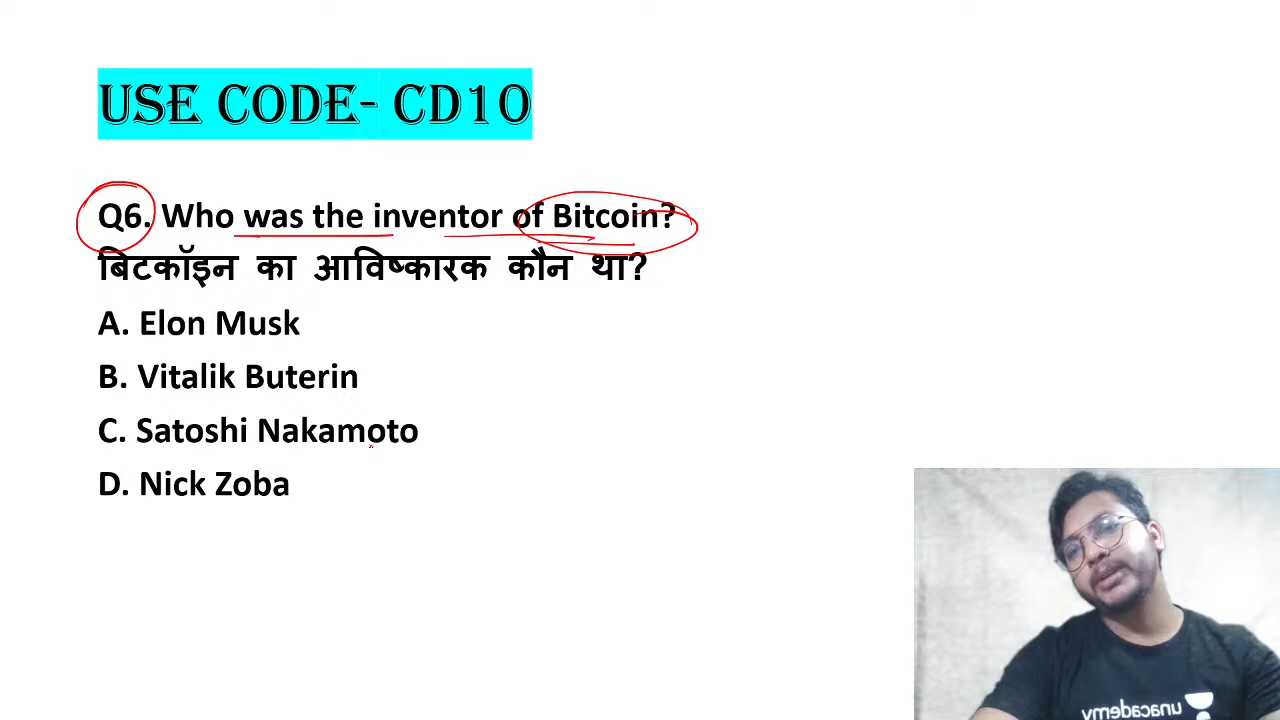 USE CODE- CD10
Q6. Who was the inventor of Bitcoin?
बिटकॉइन का आविष्कारक कौन था?
A. Elon Musk
B. Vitalik Buterin
C. Satoshi Nakamoto
D. Nick Zoba
unacademy